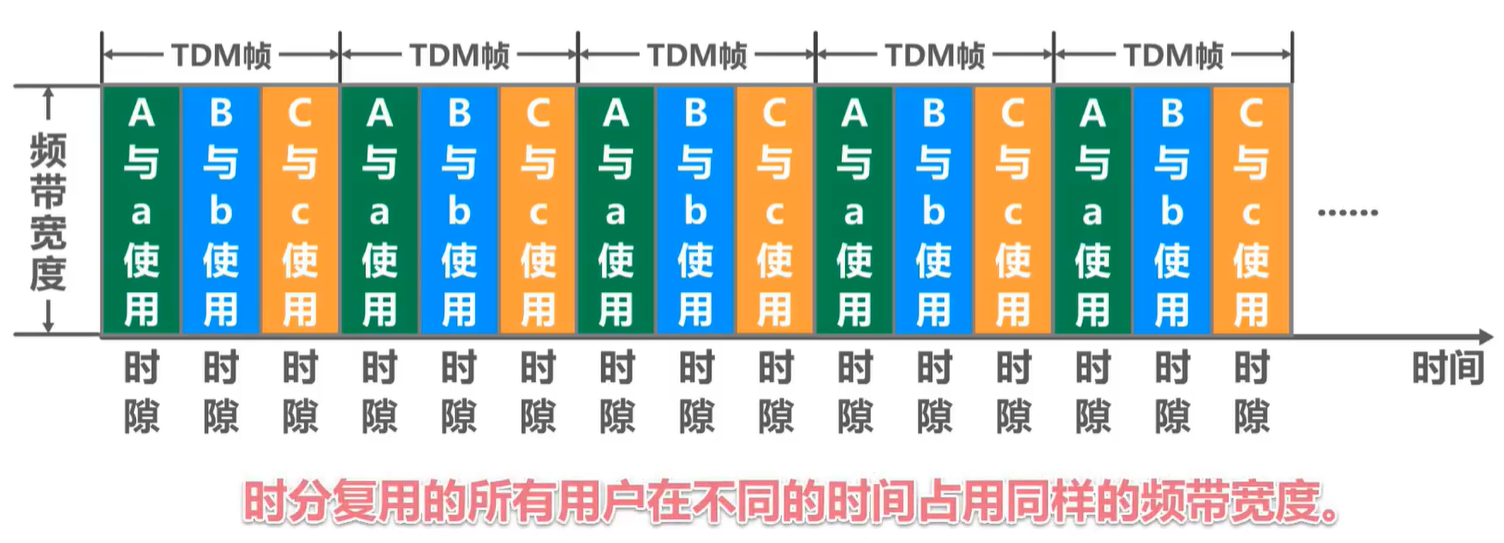 TDM帧 TDM帧 TDM帧 TDM帧 TDM帧
频带宽度
A与a使用
B与b使用
C与c使用
A与a使用
B与b使用
C与c使用
A与a使用
B与b使用
C与c使用
A与a使用
B与b使用
C与c使用
A与a使用
B与b使用
C与c使用
......
时隙 时隙 时隙 时隙 时隙 时隙 时隙 时隙 时隙 时隙 时隙 时隙 时隙 时隙 时隙
时间
时分复用的所有用户在不同的时间占用同样的频带宽度。